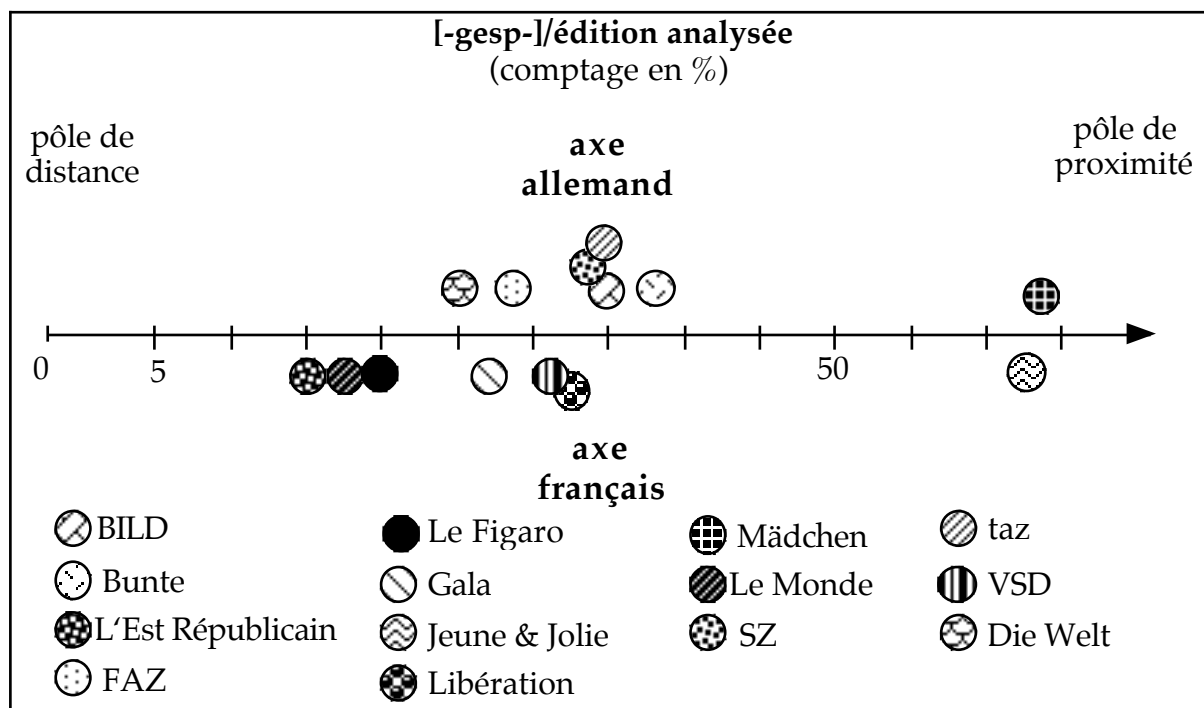 [-gesp-]/édition analysée
(comptage en %)
pôle de
distance
axe
allemand
pôle de
proximité
0
5
50
axe
français
BILD
Le Figaro
Mädchen
taz
Bunte
Gala
Le Monde
VSD
L‘Est Républicain
Jeune & Jolie
SZ
Die Welt
FAZ
Libération